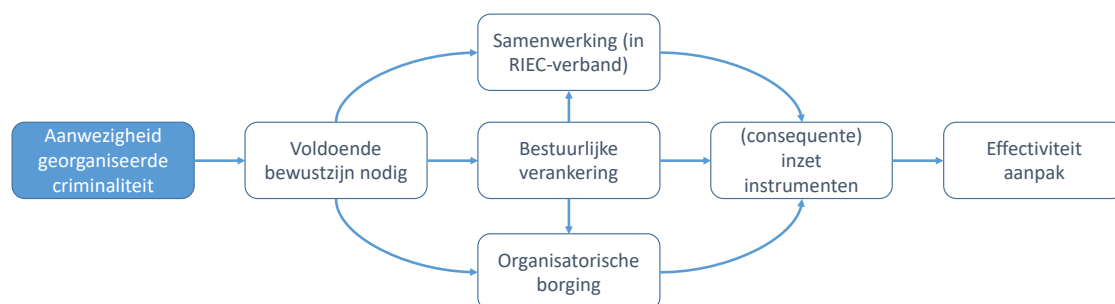 Samenwerking (in
RIEC-verband)
Aanwezigheid
georganiseerde
criminaliteit
Voldoende
bewustzijn nodig
Bestuurlijke
verankering
(consequente)
inzet
instrumenten
Effectiviteit
aanpak
Organisatorische
borging